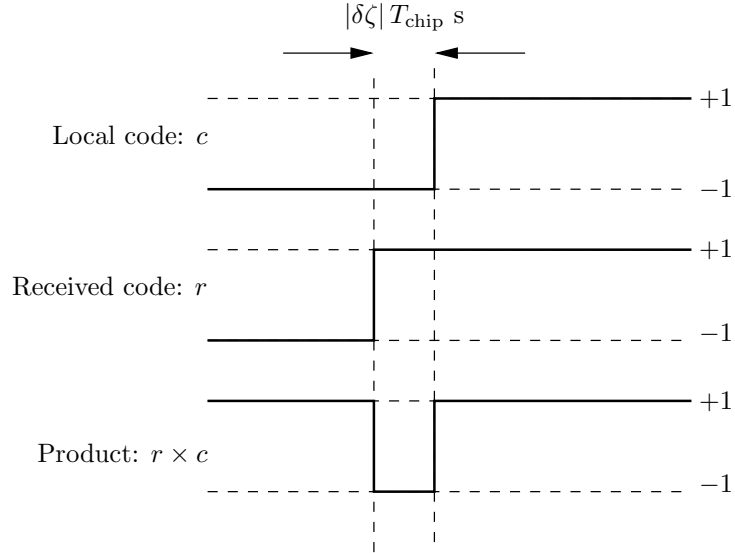 |δζ| T_chip s
+1
Local code: c
−1
+1
Received code: r
−1
+1
Product: r × c
−1